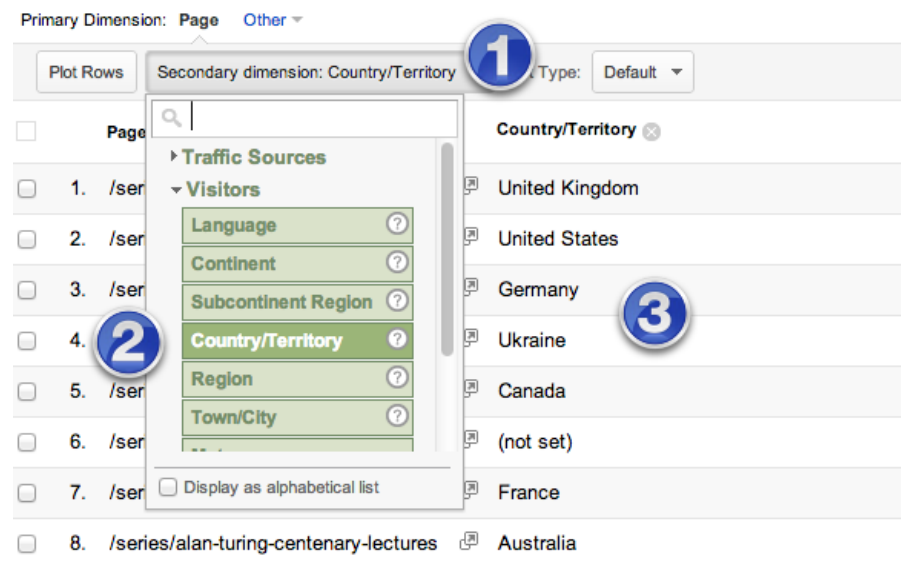 Primary Dimension: Page Other
1
Plot Rows Secondary dimension: Country/Territory Type: Default
Page Country/Territory
Traffic Sources
Visitors
1. /ser United Kingdom
Language ?
2. /ser United States
Continent ?
3. /ser Germany
Subcontinent Region ?
3
2
4. Ukraine
Country/Territory ?
5. /ser Canada
Region ?
Town/City ?
6. /ser (not set)
7. /ser France
Display as alphabetical list
8. /series/alan-turing-centenary-lectures Australia